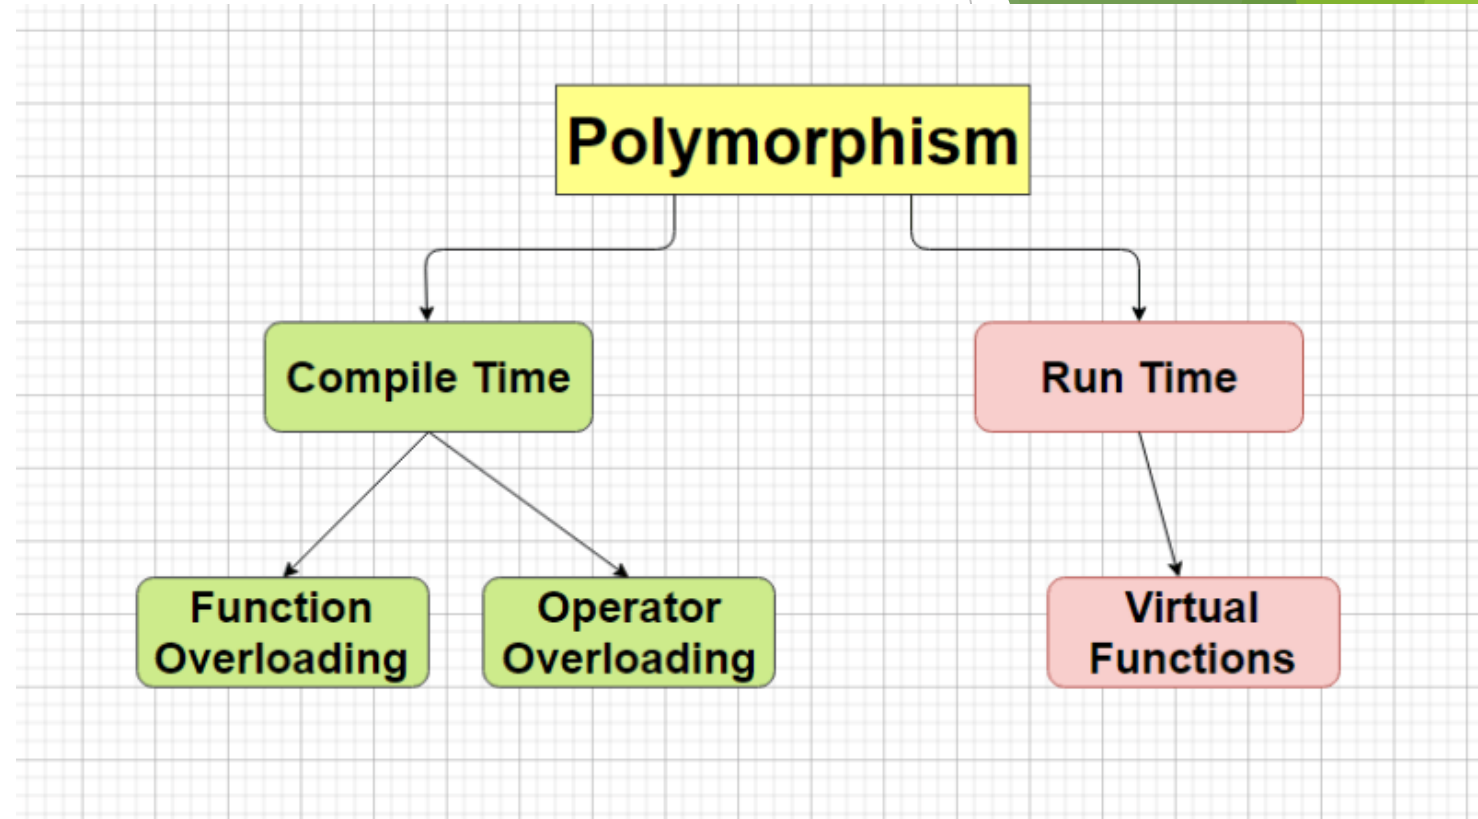 Polymorphism
Compile Time
Run Time
Function
Overloading
Operator
Overloading
Virtual
Functions